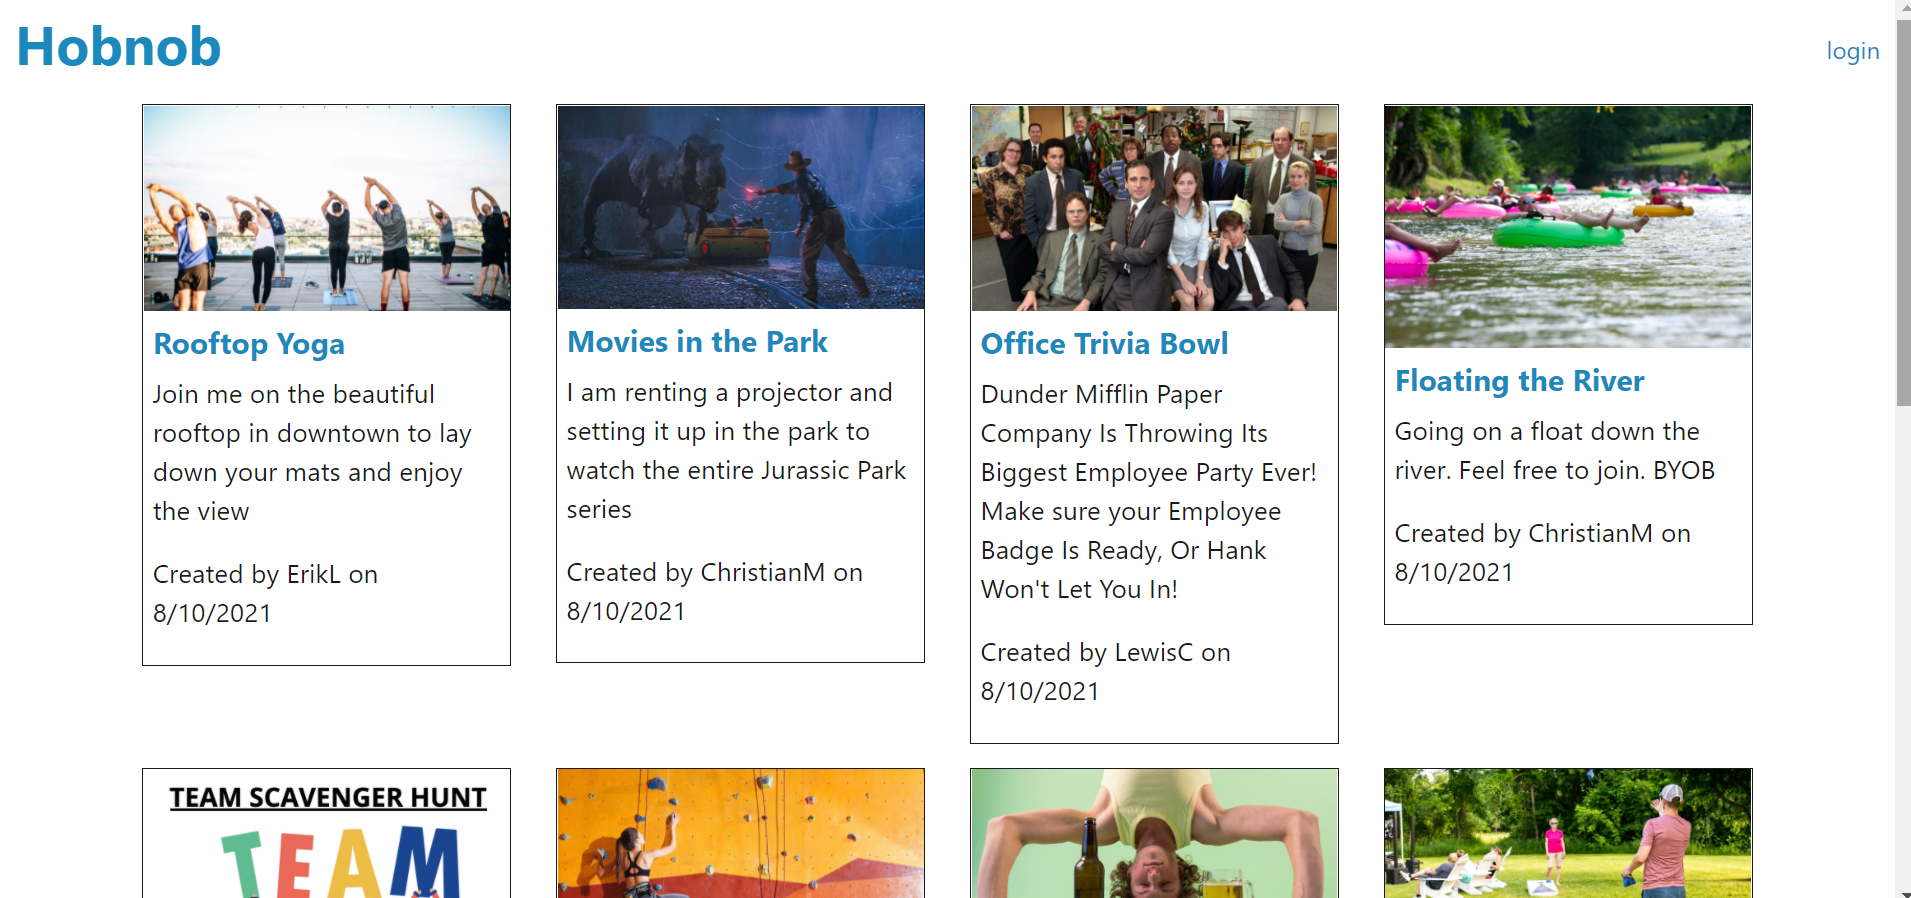 Hobnob
login
Rooftop Yoga
Join me on the beautiful
rooftop in downtown to lay
down your mats and enjoy
the view
Created by ErikL on
8/10/2021
Movies in the Park
I am renting a projector and
setting it up in the park to
watch the entire Jurassic Park
series
Created by ChristianM on
8/10/2021
Office Trivia Bowl
Dunder Mifflin Paper
Company Is Throwing Its
Biggest Employee Party Ever!
Make sure your Employee
Badge Is Ready, Or Hank
Won't Let You In!
Created by LewisC on
8/10/2021
Floating the River
Going on a float down the
river. Feel free to join. BYOB
Created by ChristianM on
8/10/2021
TEAM SCAVENGER HUNT
TEAM